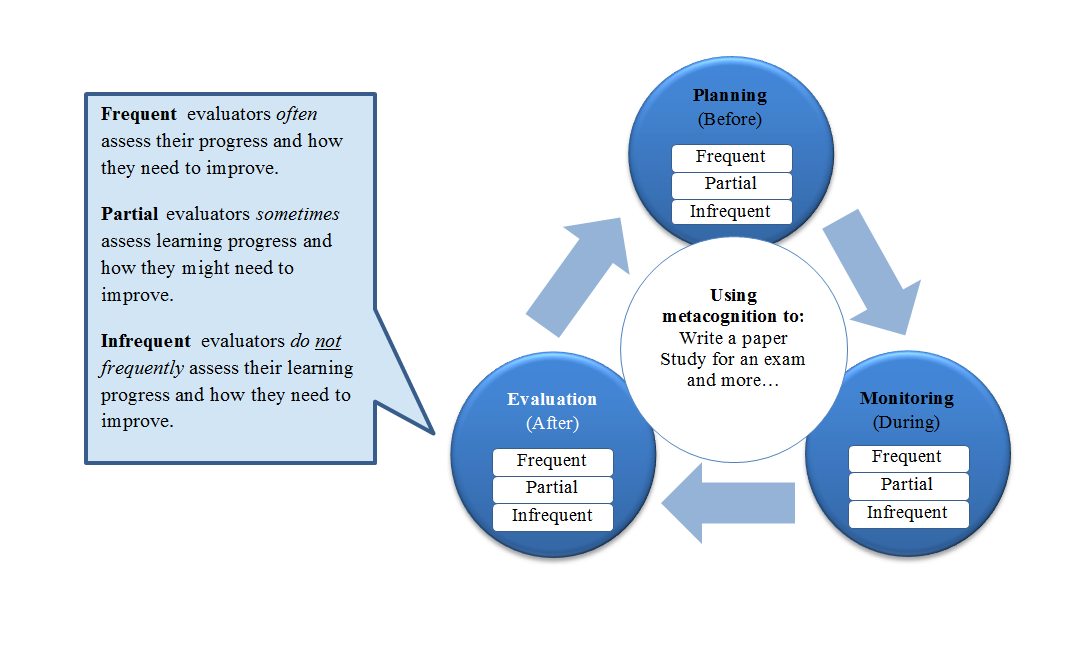 Frequent evaluators often
assess their progress and how
they need to improve.
Partial evaluators sometimes
assess learning progress and
how they might need to
improve.
Infrequent evaluators do not
frequently assess their learning
progress and how they need to
improve.
Planning
(Before)
Frequent
Partial
Infrequent
Using
metacognition to:
Write a paper
Study for an exam
and more…
Evaluation
(After)
Frequent
Partial
Infrequent
Monitoring
(During)
Frequent
Partial
Infrequent